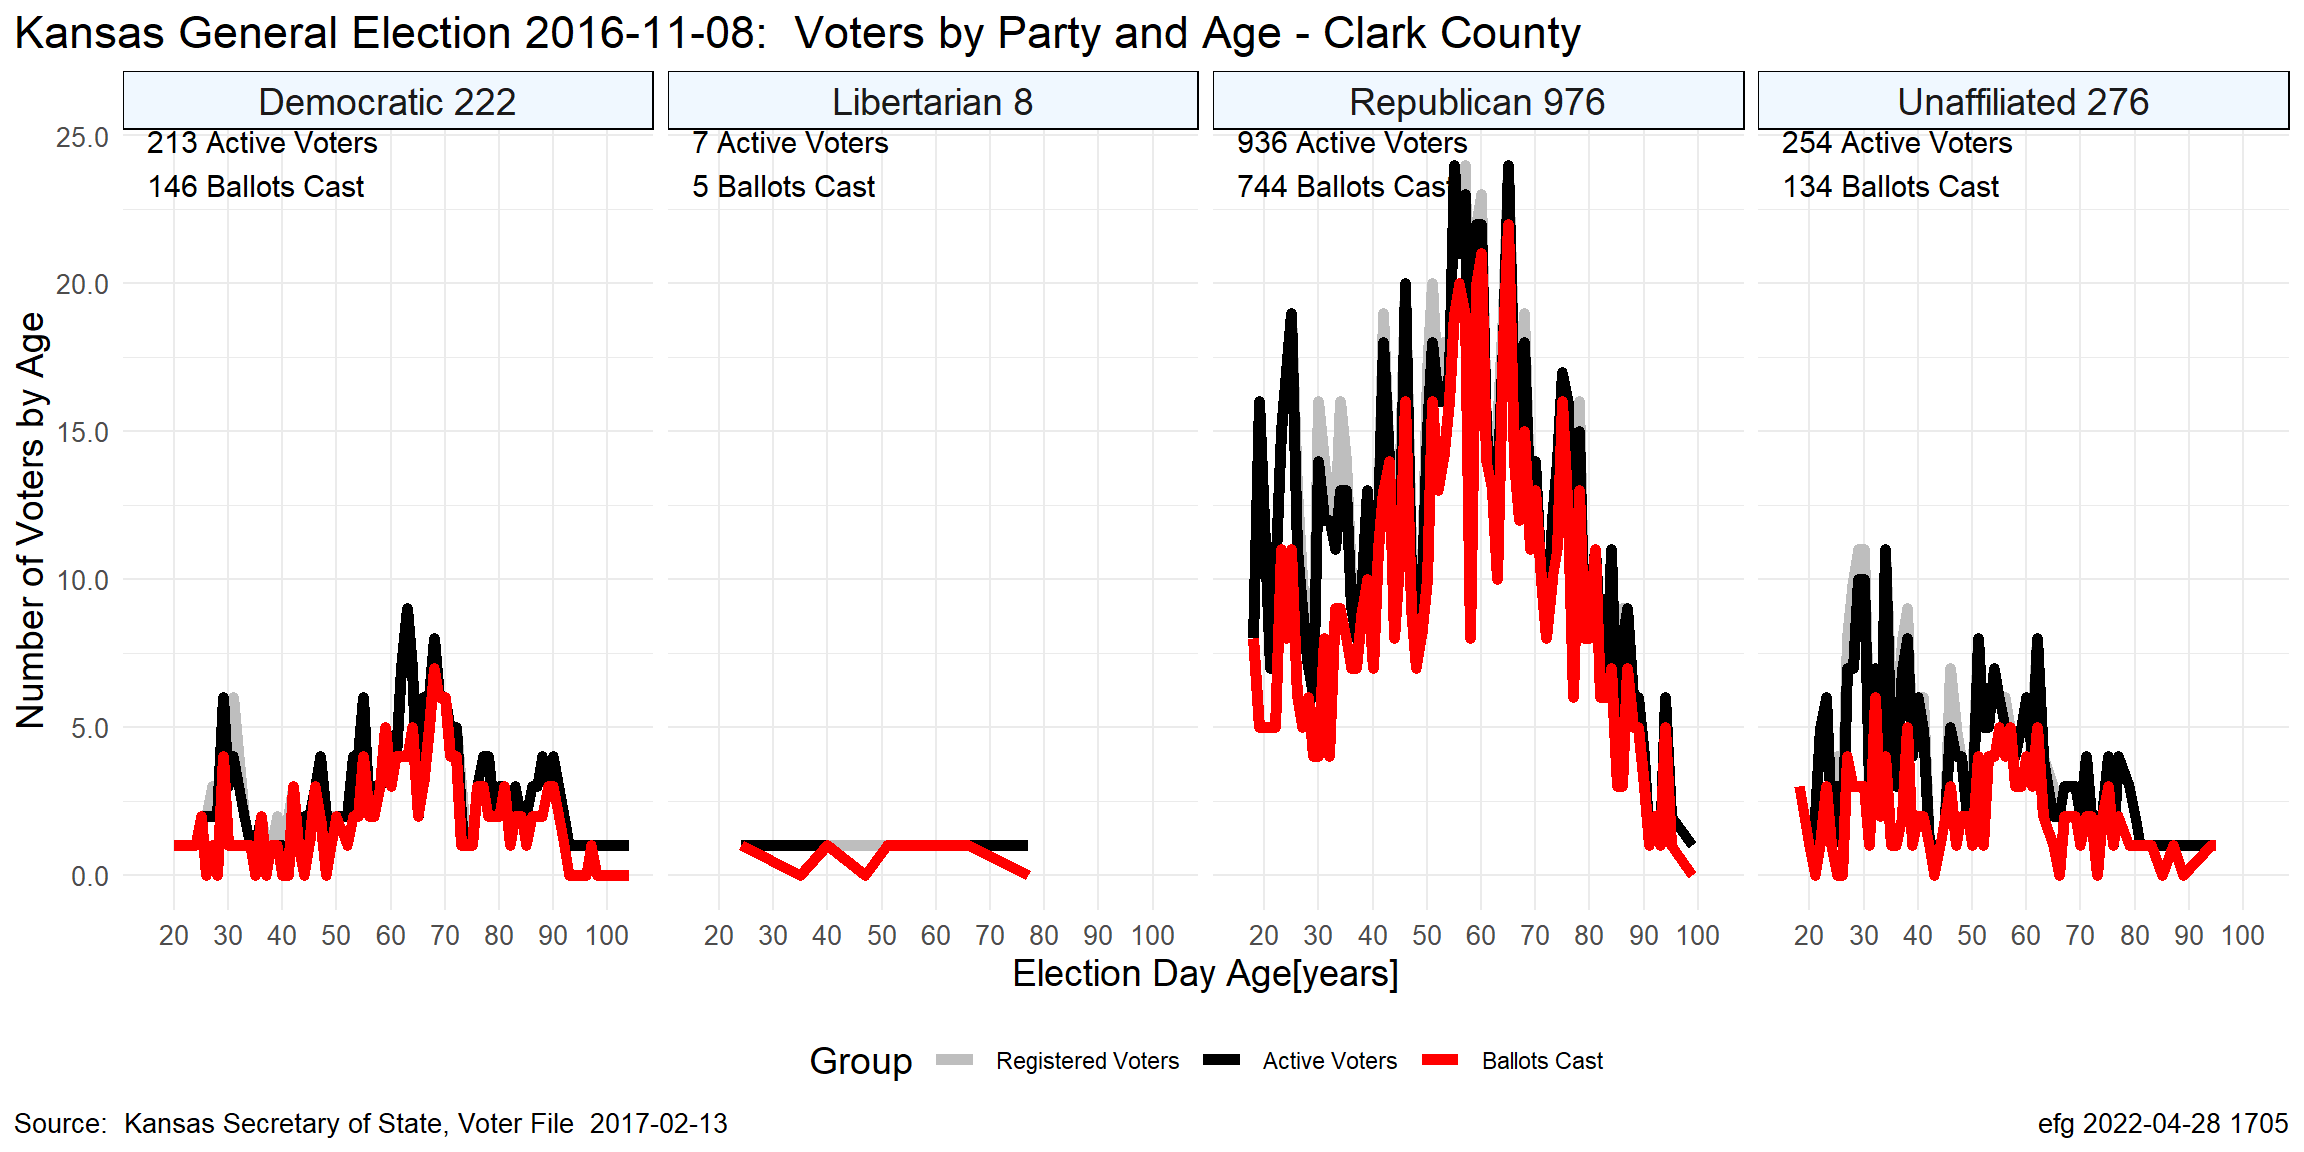 Kansas General Election 2016-11-08:  Voters by Party and Age - Clark County
Democratic 222
Libertarian 8
Republican 976
Unaffiliated 276
213 Active Voters
146 Ballots Cast
7 Active Voters
5 Ballots Cast
936 Active Voters
744 Ballots Cast
254 Active Voters
134 Ballots Cast
Number of Voters by Age
25.0
20.0
15.0
10.0
5.0
0.0
20 30 40 50 60 70 80 90 100
20 30 40 50 60 70 80 90 100
20 30 40 50 60 70 80 90 100
20 30 40 50 60 70 80 90 100
Election Day Age[years]
Group Registered Voters Active Voters Ballots Cast
Source:  Kansas Secretary of State, Voter File  2017-02-13
efg 2022-04-28 1705